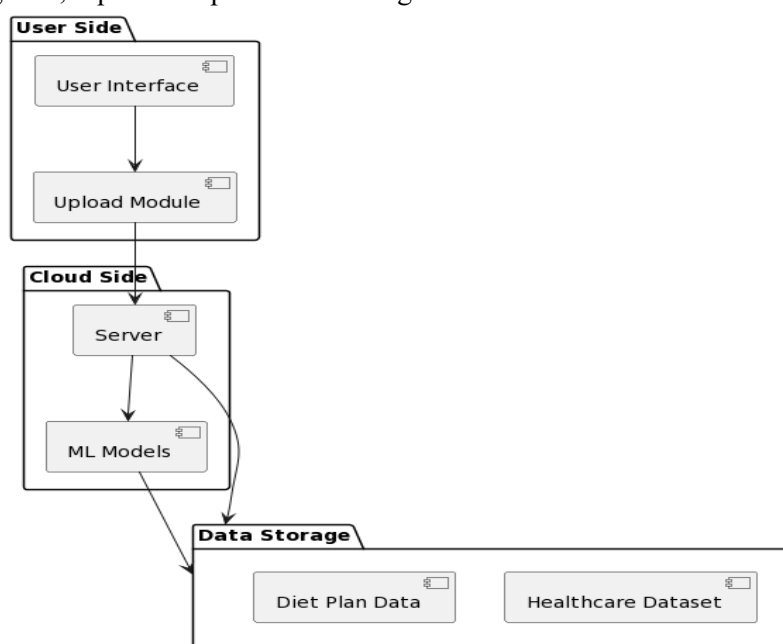 User Side
User Interface
Upload Module
Cloud Side
Server
ML Models
Data Storage
Diet Plan Data
Healthcare Dataset